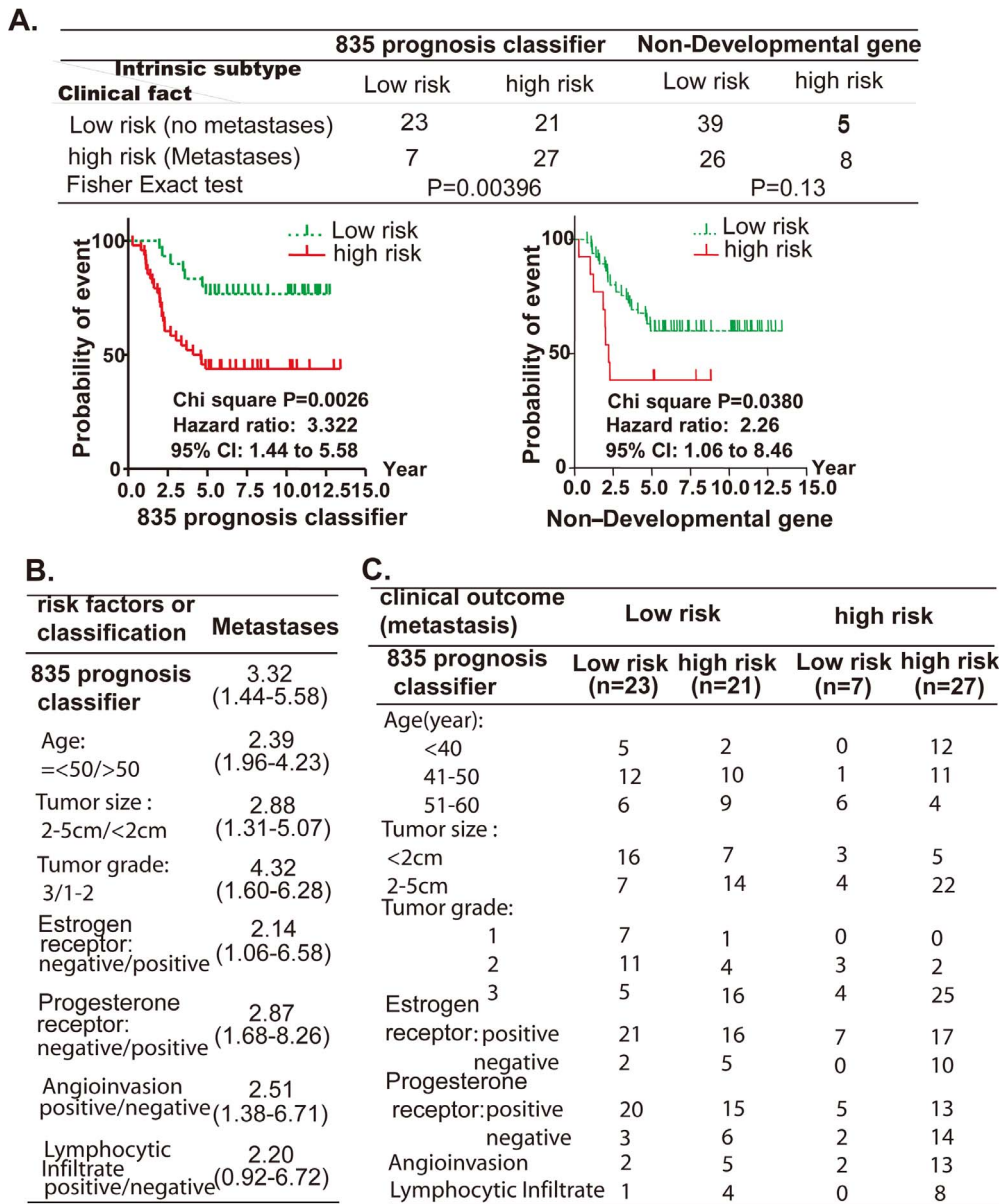 A.
835 prognosis classifier Non-Developmental gene
Intrinsic subtype
Clinical fact
Low risk high risk Low risk high risk
Low risk (no metastases) 23 21 39 5
high risk (Metastases) 7 27 26 8
Fisher Exact test P=0.00396 P=0.13
Probability of event
100
50
0
Low risk
high risk
Chi square P=0.0026
Hazard ratio: 3.322
95% CI: 1.44 to 5.58
Year
0.0 2.5 5.0 7.5 10.0 12.5 15.0
835 prognosis classifier
Probability of event
100
50
0
Low risk
high risk
Chi square P=0.0380
Hazard ratio: 2.26
95% CI: 1.06 to 8.46
Year
0.0 2.5 5.0 7.5 10.0 12.5 15.0
Non–Developmental gene
B.
risk factors or
classification Metastases
835 prognosis
classifier
3.32
(1.44-5.58)
Age:
=<50/>50
2.39
(1.96-4.23)
Tumor size :
2-5cm/<2cm
2.88
(1.31-5.07)
Tumor grade:
3/1-2
4.32
(1.60-6.28)
Estrogen
receptor:
negative/positive
2.14
(1.06-6.58)
Progesterone
receptor:
negative/positive
2.87
(1.68-8.26)
Angioinvasion
positive/negative
2.51
(1.38-6.71)
Lymphocytic
Infiltrate
positive/negative
2.20
(0.92-6.72)
C.
clinical outcome
(metastasis)
Low risk high risk
835 prognosis
classifier
Low risk high risk Low risk high risk
(n=23) (n=21) (n=7) (n=27)
Age(year):
<40 5 2 0 12
41-50 12 10 1 11
51-60 6 9 6 4
Tumor size :
<2cm 16 7 3 5
2-5cm 7 14 4 22
Tumor grade:
1 7 1 0 0
2 11 4 3 2
3 5 16 4 25
Estrogen
receptor: positive 21 16 7 17
negative 2 5 0 10
Progesterone
receptor:positive 20 15 5 13
negative 3 6 2 14
Angioinvasion 2 5 2 13
Lymphocytic Infiltrate 1 4 0 8